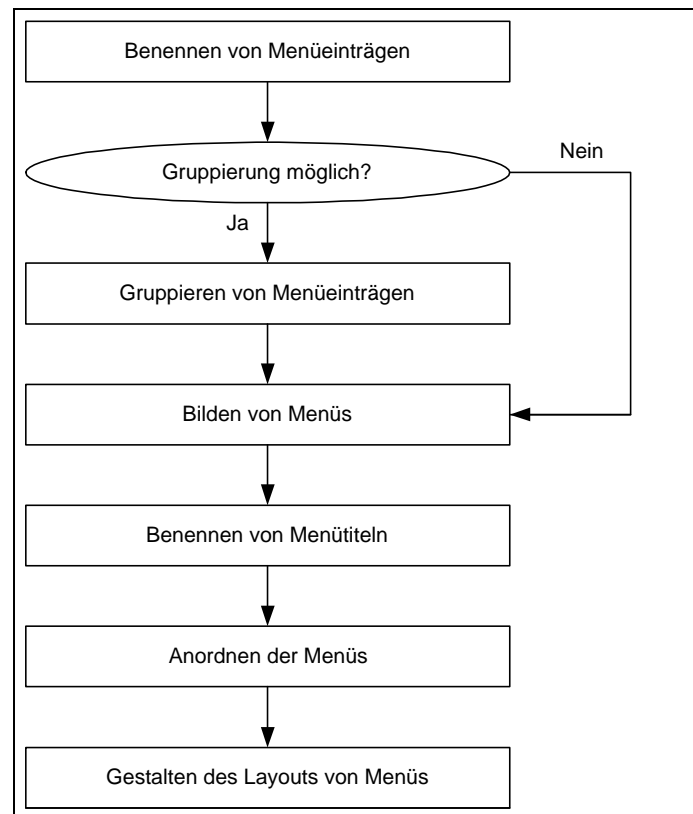 Benennen von Menüeinträgen
Gruppierung möglich?
Nein
Ja
Gruppieren von Menüeinträgen
Bilden von Menüs
Benennen von Menütiteln
Anordnen der Menüs
Gestalten des Layouts von Menüs